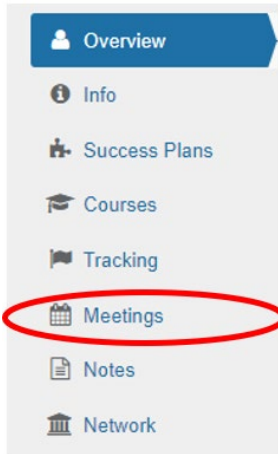 Overview
Info
Success Plans
Courses
Tracking
Meetings
Notes
Network